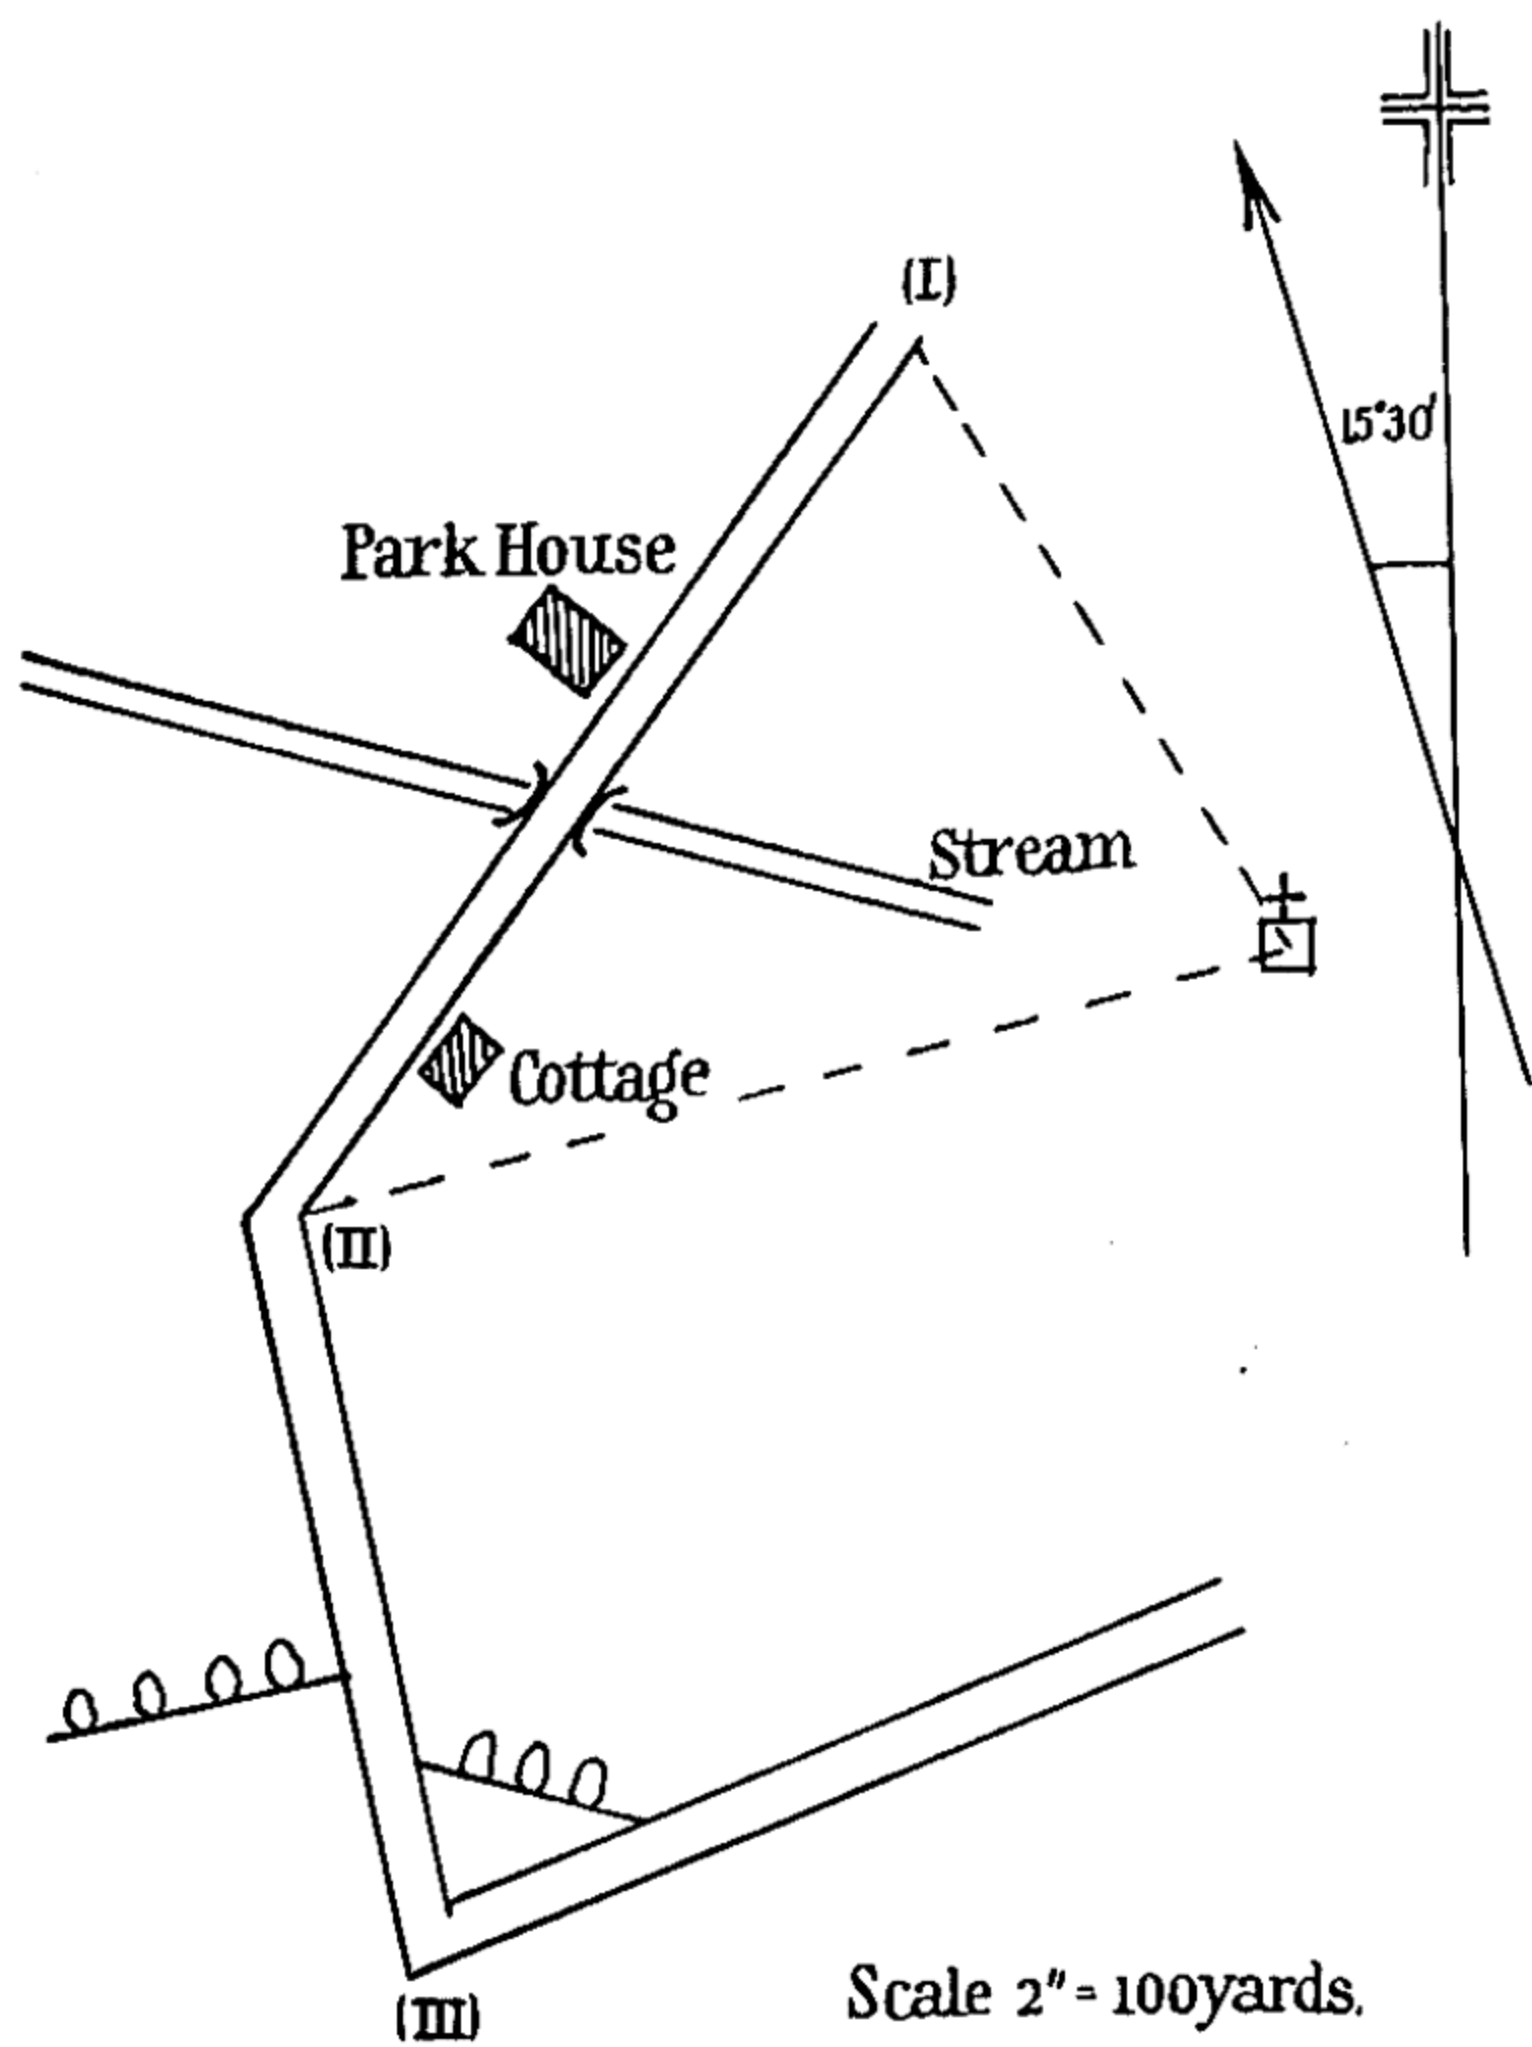 (I)
15°30'
Park House
Stream
Cottage
(II)
(III)
Scale 2" = 100yards.